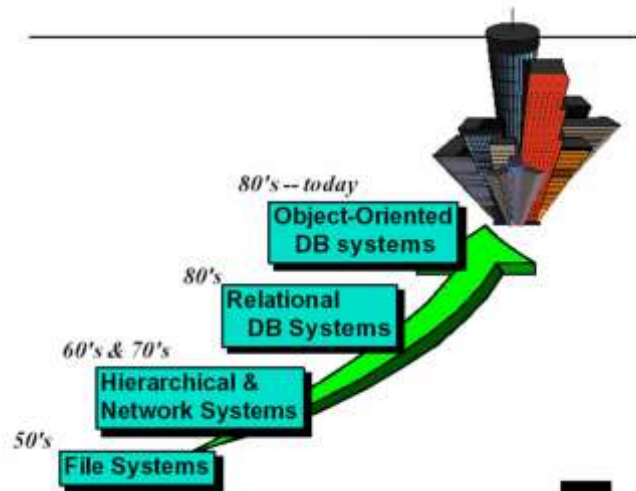 80's -- today
Object-Oriented
DB systems
80's
Relational
DB Systems
60's & 70's
Hierarchical &
Network Systems
50's
File Systems